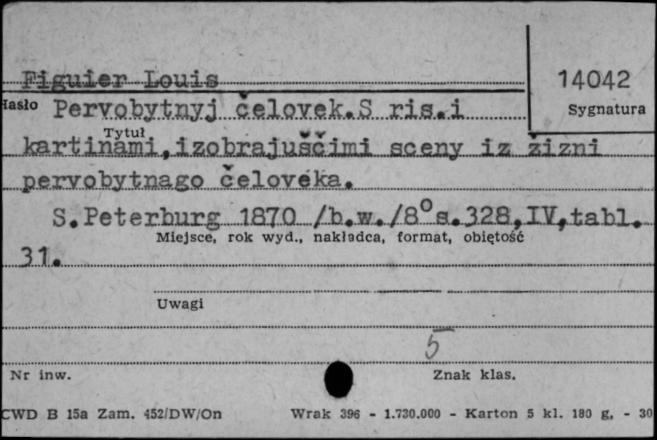 Figuier Louis
14042
Hasło Pervobytnyj čelovek.S ris.i
Sygnatura
Tytuł
kartinami,izobrajuščimi sceny iz žizni
pervobytnago čelovéka.
S.Peterburg 1870 /b.w./8°s.328,IV,tabl.
Miejsce, rok wyd., nakładca, format, objętość
31.
Uwagi
5
Nr inw.
Znak klas.
CWD B 15a Zam. 452/DW/On Wrak 396 - 1.730.000 - Karton 5 kl. 180 g, - 30